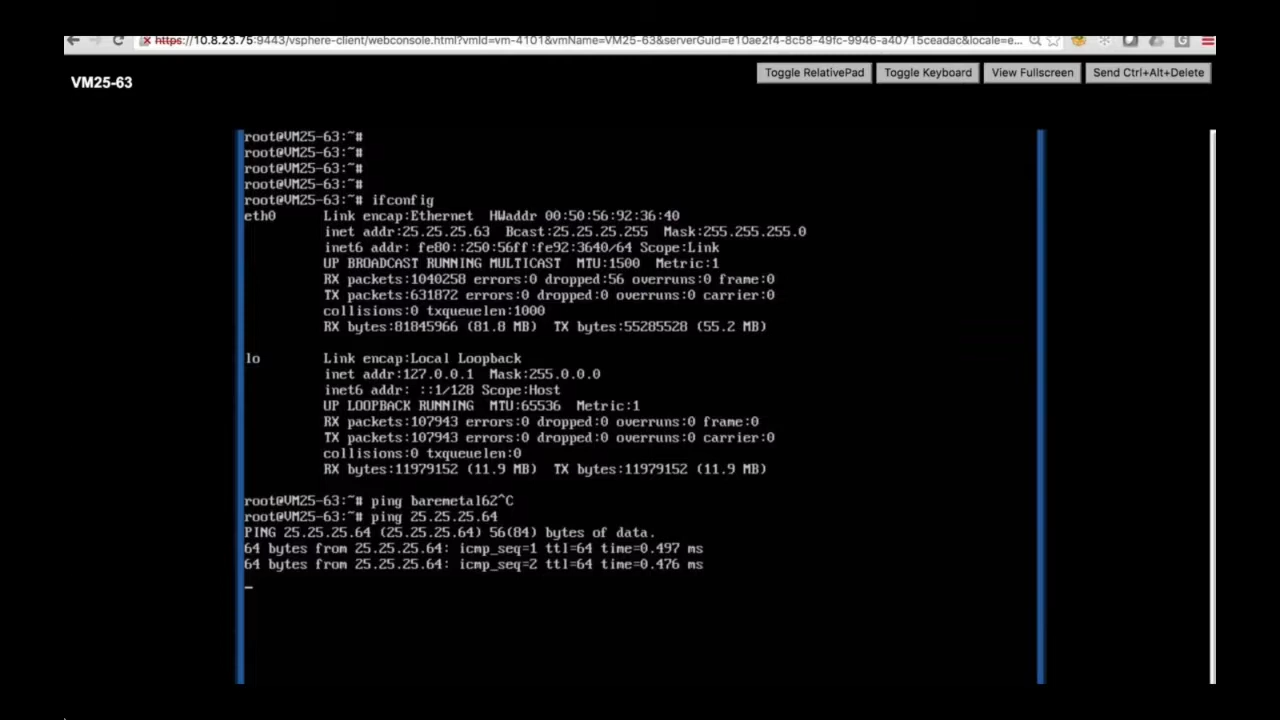 https://10.8.23.75:9443/vsphere-client/webconsole.html?vmId=vm-4101&vmName=VM25-63&serverGuid=e10ae2f4-8c58-49fc-9946-a40715ceadac&locale=e...
VM25-63
Toggle RelativePad
Toggle Keyboard
View Fullscreen
Send Ctrl+Alt+Delete
root@VM25-63:~#
root@VM25-63:~#
root@VM25-63:~#
root@VM25-63:~#
root@VM25-63:~# ifconfig
eth0 Link encap:Ethernet HWaddr 00:50:56:92:36:40
inet addr:25.25.25.63 Bcast:25.25.25.255 Mask:255.255.255.0
inet6 addr: fe80::250:56ff:fe92:3640/64 Scope:Link
UP BROADCAST RUNNING MULTICAST MTU:1500 Metric:1
RX packets:1040258 errors:0 dropped:56 overruns:0 frame:0
TX packets:631872 errors:0 dropped:0 overruns:0 carrier:0
collisions:0 txqueuelen:1000
RX bytes:81845966 (81.8 MB) TX bytes:55285528 (55.2 MB)
lo Link encap:Local Loopback
inet addr:127.0.0.1 Mask:255.0.0.0
inet6 addr: ::1/128 Scope:Host
UP LOOPBACK RUNNING MTU:65536 Metric:1
RX packets:107943 errors:0 dropped:0 overruns:0 frame:0
TX packets:107943 errors:0 dropped:0 overruns:0 carrier:0
collisions:0 txqueuelen:0
RX bytes:11979152 (11.9 MB) TX bytes:11979152 (11.9 MB)
root@VM25-63:~# ping baremetal62^C
root@VM25-63:~# ping 25.25.25.64
PING 25.25.25.64 (25.25.25.64) 56(84) bytes of data.
64 bytes from 25.25.25.64: icmp_seq=1 ttl=64 time=0.497 ms
64 bytes from 25.25.25.64: icmp_seq=2 ttl=64 time=0.476 ms